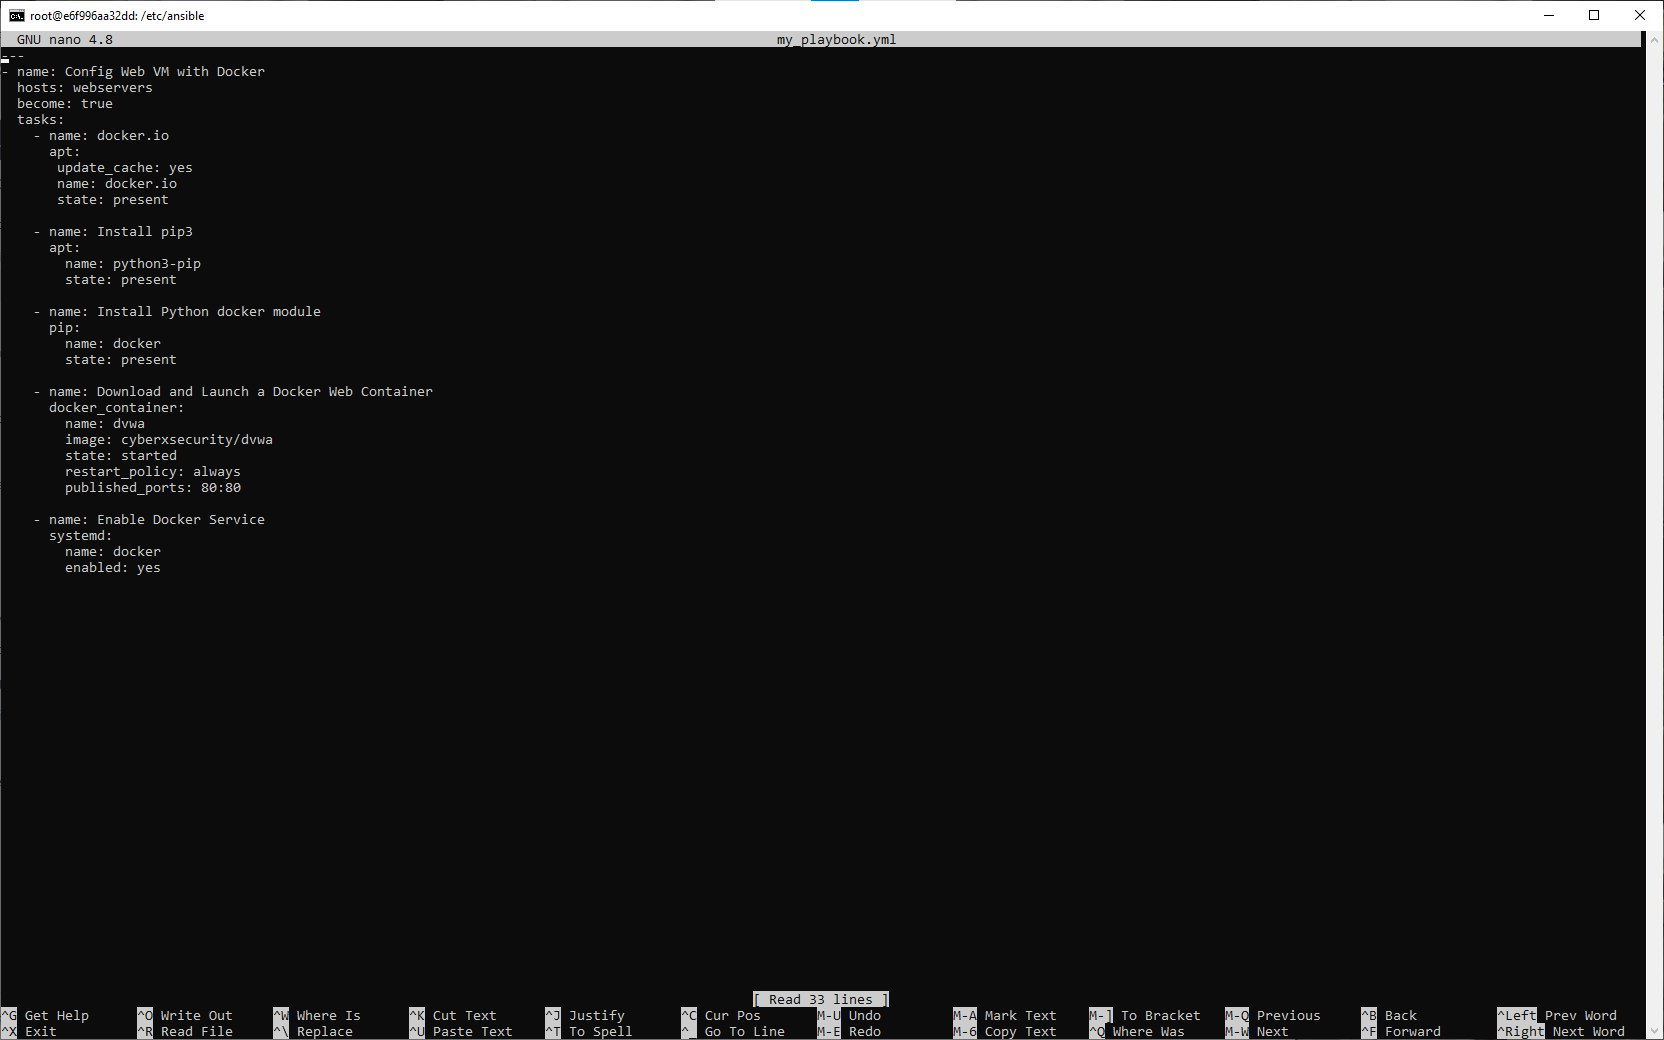 root@e6f996aa32dd: /etc/ansible
GNU nano 4.8 my_playbook.yml
---
- name: Config Web VM with Docker
  hosts: webservers
  become: true
  tasks:
    - name: docker.io
      apt:
       update_cache: yes
       name: docker.io
       state: present

    - name: Install pip3
      apt:
        name: python3-pip
        state: present

    - name: Install Python docker module
      pip:
        name: docker
        state: present

    - name: Download and Launch a Docker Web Container
      docker_container:
        name: dvwa
        image: cyberxsecurity/dvwa
        state: started
        restart_policy: always
        published_ports: 80:80

    - name: Enable Docker Service
      systemd:
        name: docker
        enabled: yes
[ Read 33 lines ]
^G Get Help ^O Write Out ^W Where Is ^K Cut Text ^J Justify ^C Cur Pos M-U Undo M-A Mark Text M-] To Bracket M-Q Previous ^B Back ^Left Prev Word
^X Exit ^R Read File ^\ Replace ^U Paste Text ^T To Spell ^_ Go To Line M-E Redo M-6 Copy Text ^Q Where Was M-W Next ^F Forward ^Right Next Word